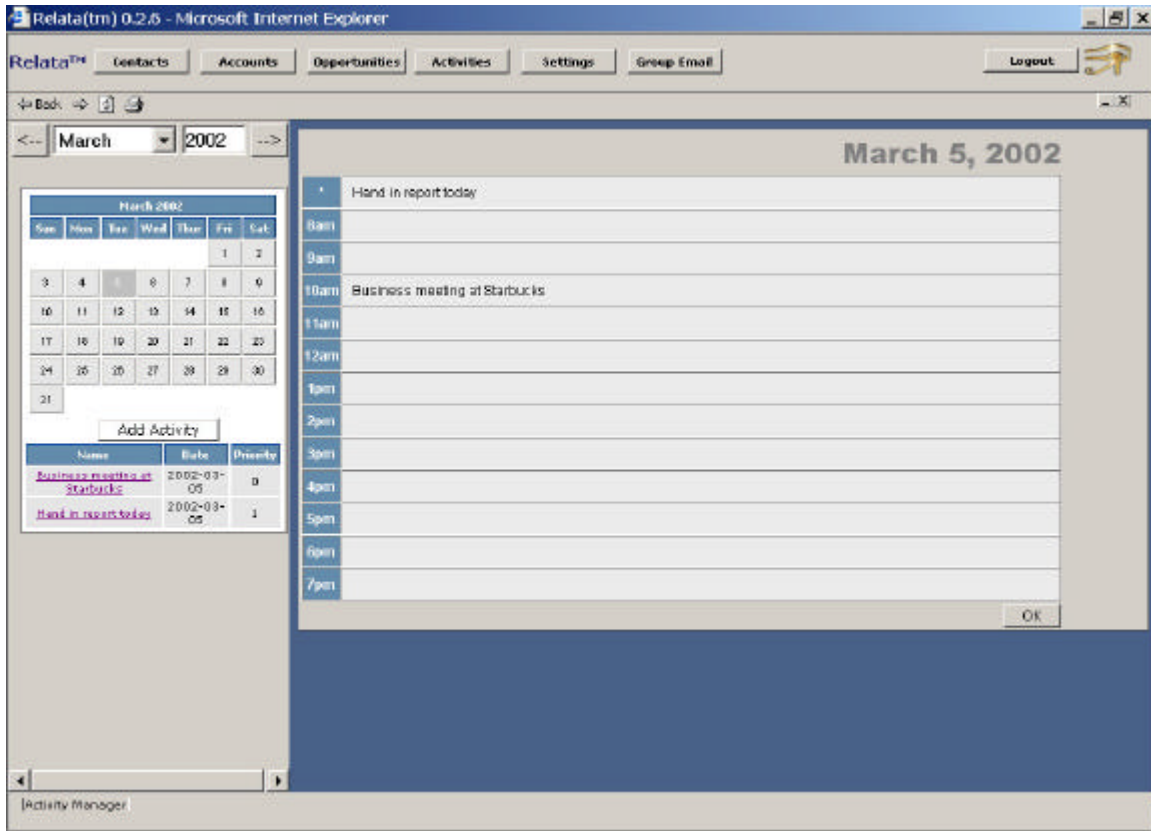 Relata(tm) 0.2.6 - Microsoft Internet Explorer
Relata™ Contacts Accounts Opportunities Activities Settings Group Email Logout
Back
<-- March 2002 -->
March 5, 2002
March 2002
Sun Mon Tue Wed Thur Fri Sat
1 2
3 4 5 6 7 8 9
10 11 12 13 14 15 16
17 18 19 20 21 22 23
24 25 26 27 28 29 30
31
Add Activity
Name Date Priority
Business meeting at Starbucks 2002-03-05 0
Hand in report today 2002-03-05 1
* Hand in report today
8am
9am
10am Business meeting at Starbucks
11am
12am
1pm
2pm
3pm
4pm
5pm
6pm
7pm
OK
Activity Manager